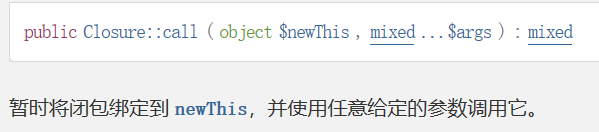 public Closure::call ( object $newThis , mixed ...$args ) : mixed
暂时将闭包绑定到 newThis，并使用任意给定的参数调用它。